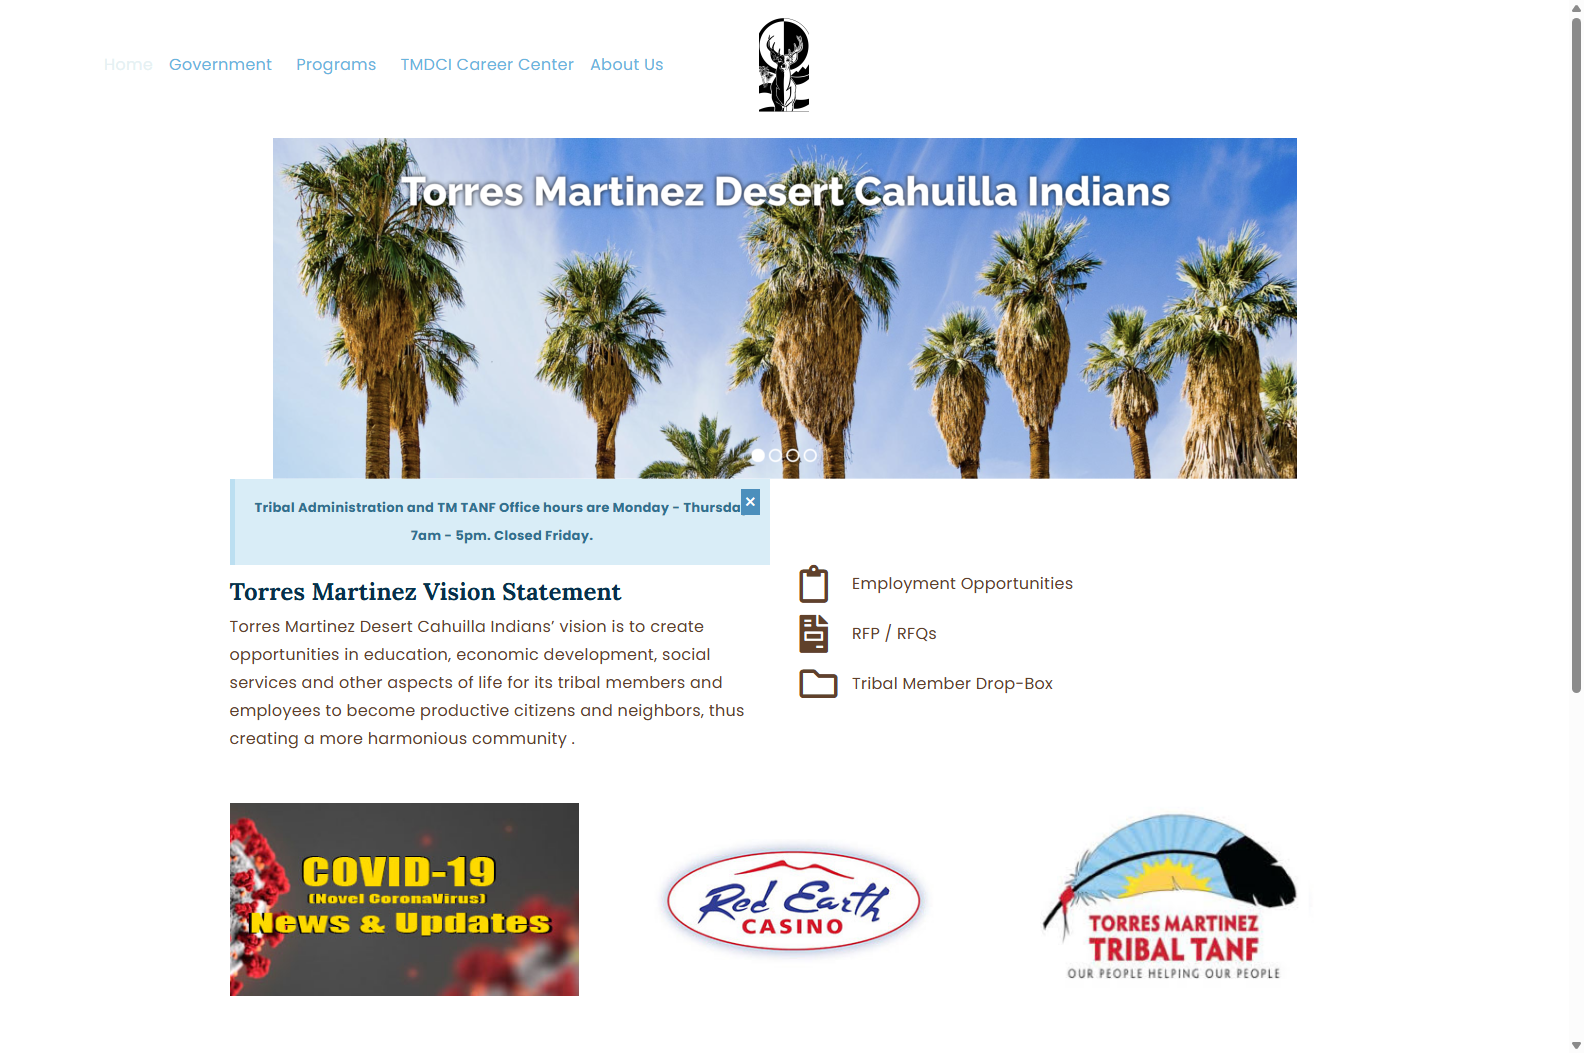 Home Government Programs TMDCI Career Center About Us
Torres Martinez Desert Cahuilla Indians
Tribal Administration and TM TANF Office hours are Monday - Thursda
7am - 5pm. Closed Friday.
×
Torres Martinez Vision Statement
Torres Martinez Desert Cahuilla Indians’ vision is to create
opportunities in education, economic development, social
services and other aspects of life for its tribal members and
employees to become productive citizens and neighbors, thus
creating a more harmonious community .
Employment Opportunities
RFP / RFQs
Tribal Member Drop-Box
COVID-19
(Novel CoronaVirus)
News & Updates
Red Earth
CASINO
TORRES MARTINEZ
TRIBAL TANF
OUR PEOPLE HELPING OUR PEOPLE